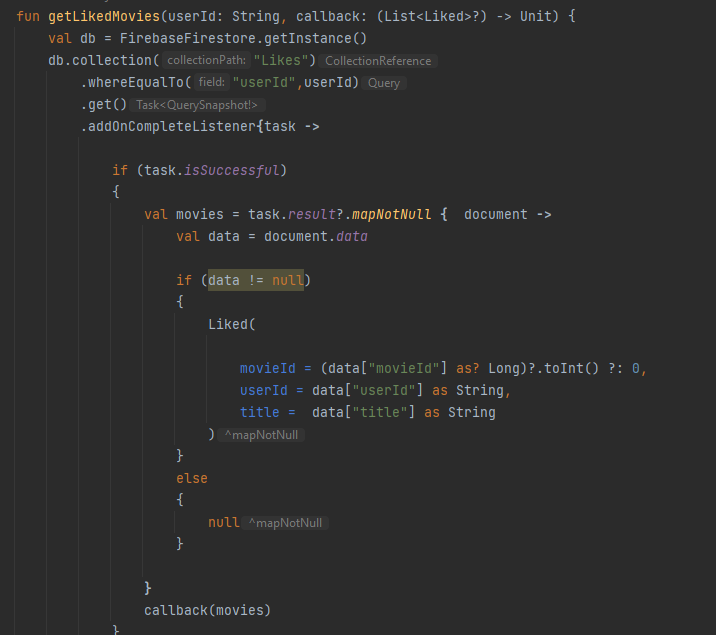 fun getLikedMovies(userId: String, callback: (List<Liked>?) -> Unit) {
val db = FirebaseFirestore.getInstance()
db.collection( collectionPath: "Likes") CollectionReference
.whereEqualTo( field: "userId",userId) Query
.get() Task<QuerySnapshot!>
.addOnCompleteListener{task ->
if (task.isSuccessful)
{
val movies = task.result?.mapNotNull {  document ->
val data = document.data
if (data != null)
{
Liked(
movieId = (data["movieId"] as? Long)?.toInt() ?: 0,
userId = data["userId"] as String,
title =  data["title"] as String
) ^mapNotNull
}
else
{
null ^mapNotNull
}
}
callback(movies)
}